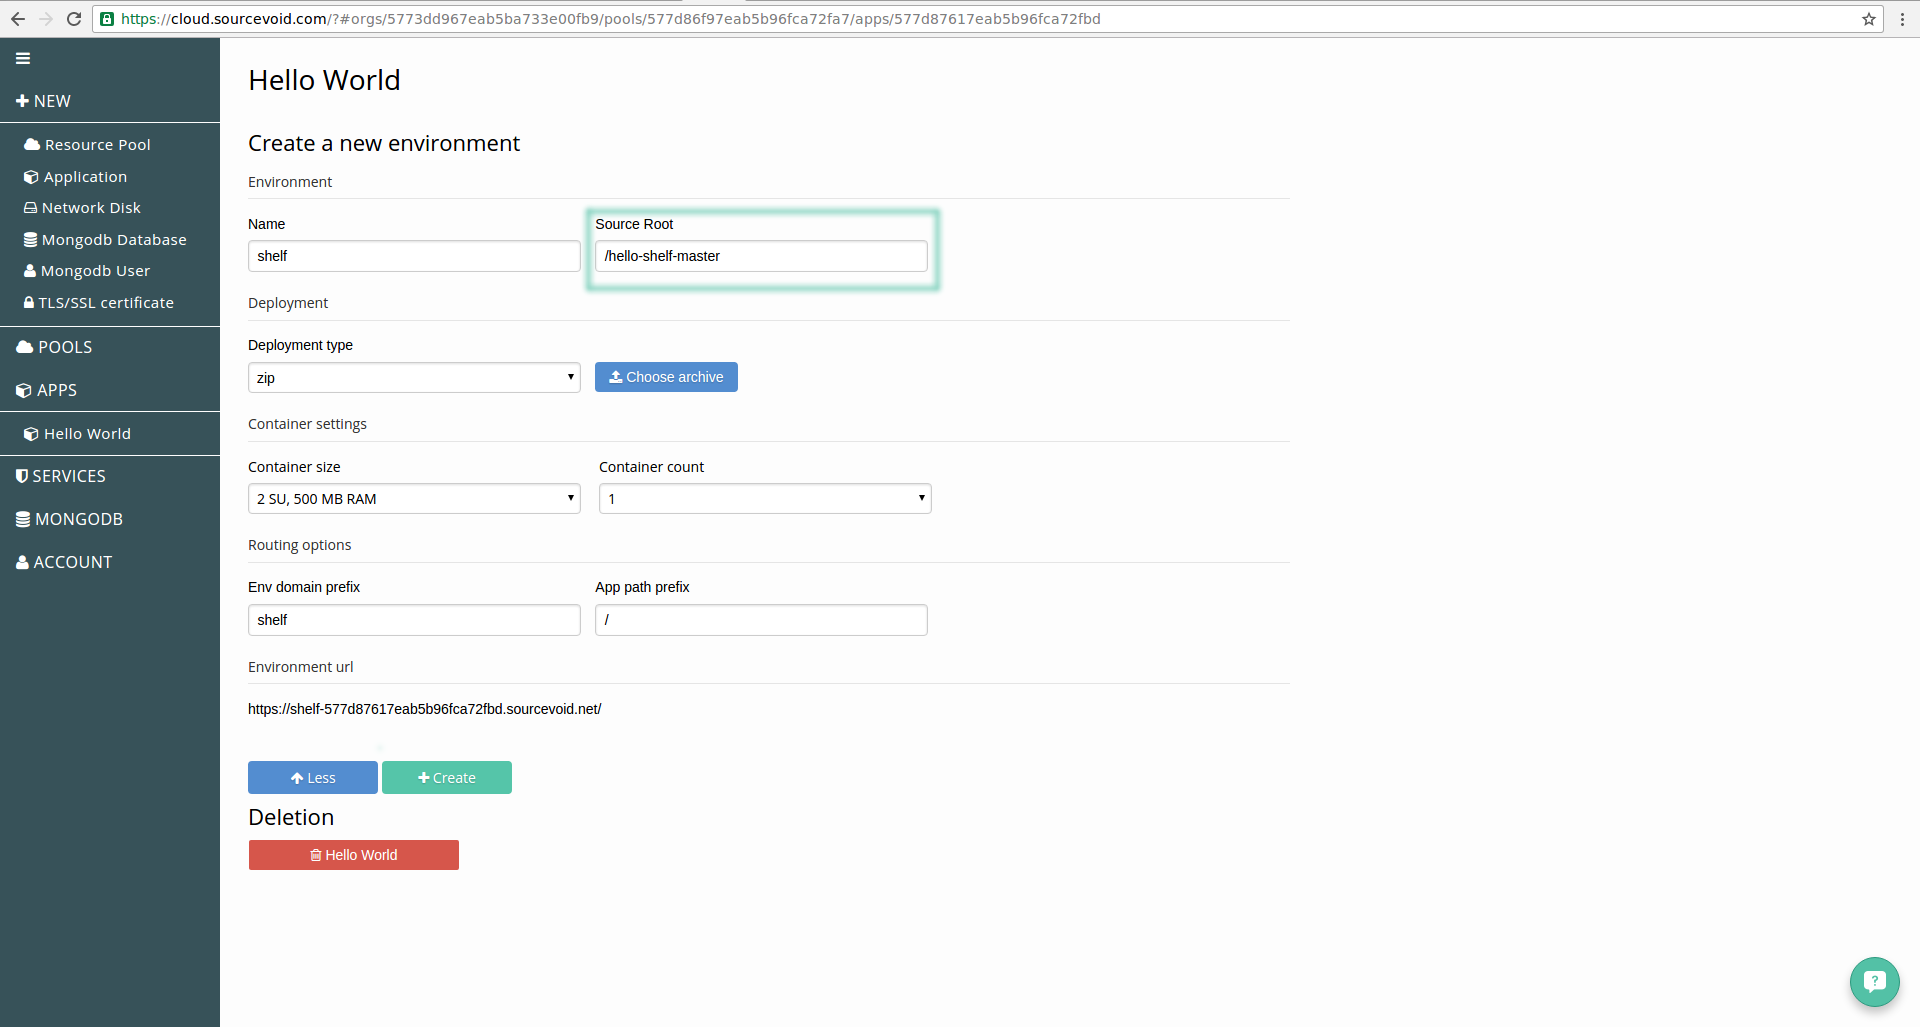 https://cloud.sourcevoid.com/?#orgs/5773dd967eab5ba733e00fb9/pools/577d86f97eab5b96fca72fa7/apps/577d87617eab5b96fca72fbd
NEW
Resource Pool
Application
Network Disk
Mongodb Database
Mongodb User
TLS/SSL certificate
POOLS
APPS
Hello World
SERVICES
MONGODB
ACCOUNT
Hello World
Create a new environment
Environment
Name Source Root
shelf /hello-shelf-master
Deployment
Deployment type
zip Choose archive
Container settings
Container size Container count
2 SU, 500 MB RAM 1
Routing options
Env domain prefix App path prefix
shelf /
Environment url
https://shelf-577d87617eab5b96fca72fbd.sourcevoid.net/
Less Create
Deletion
Hello World
?